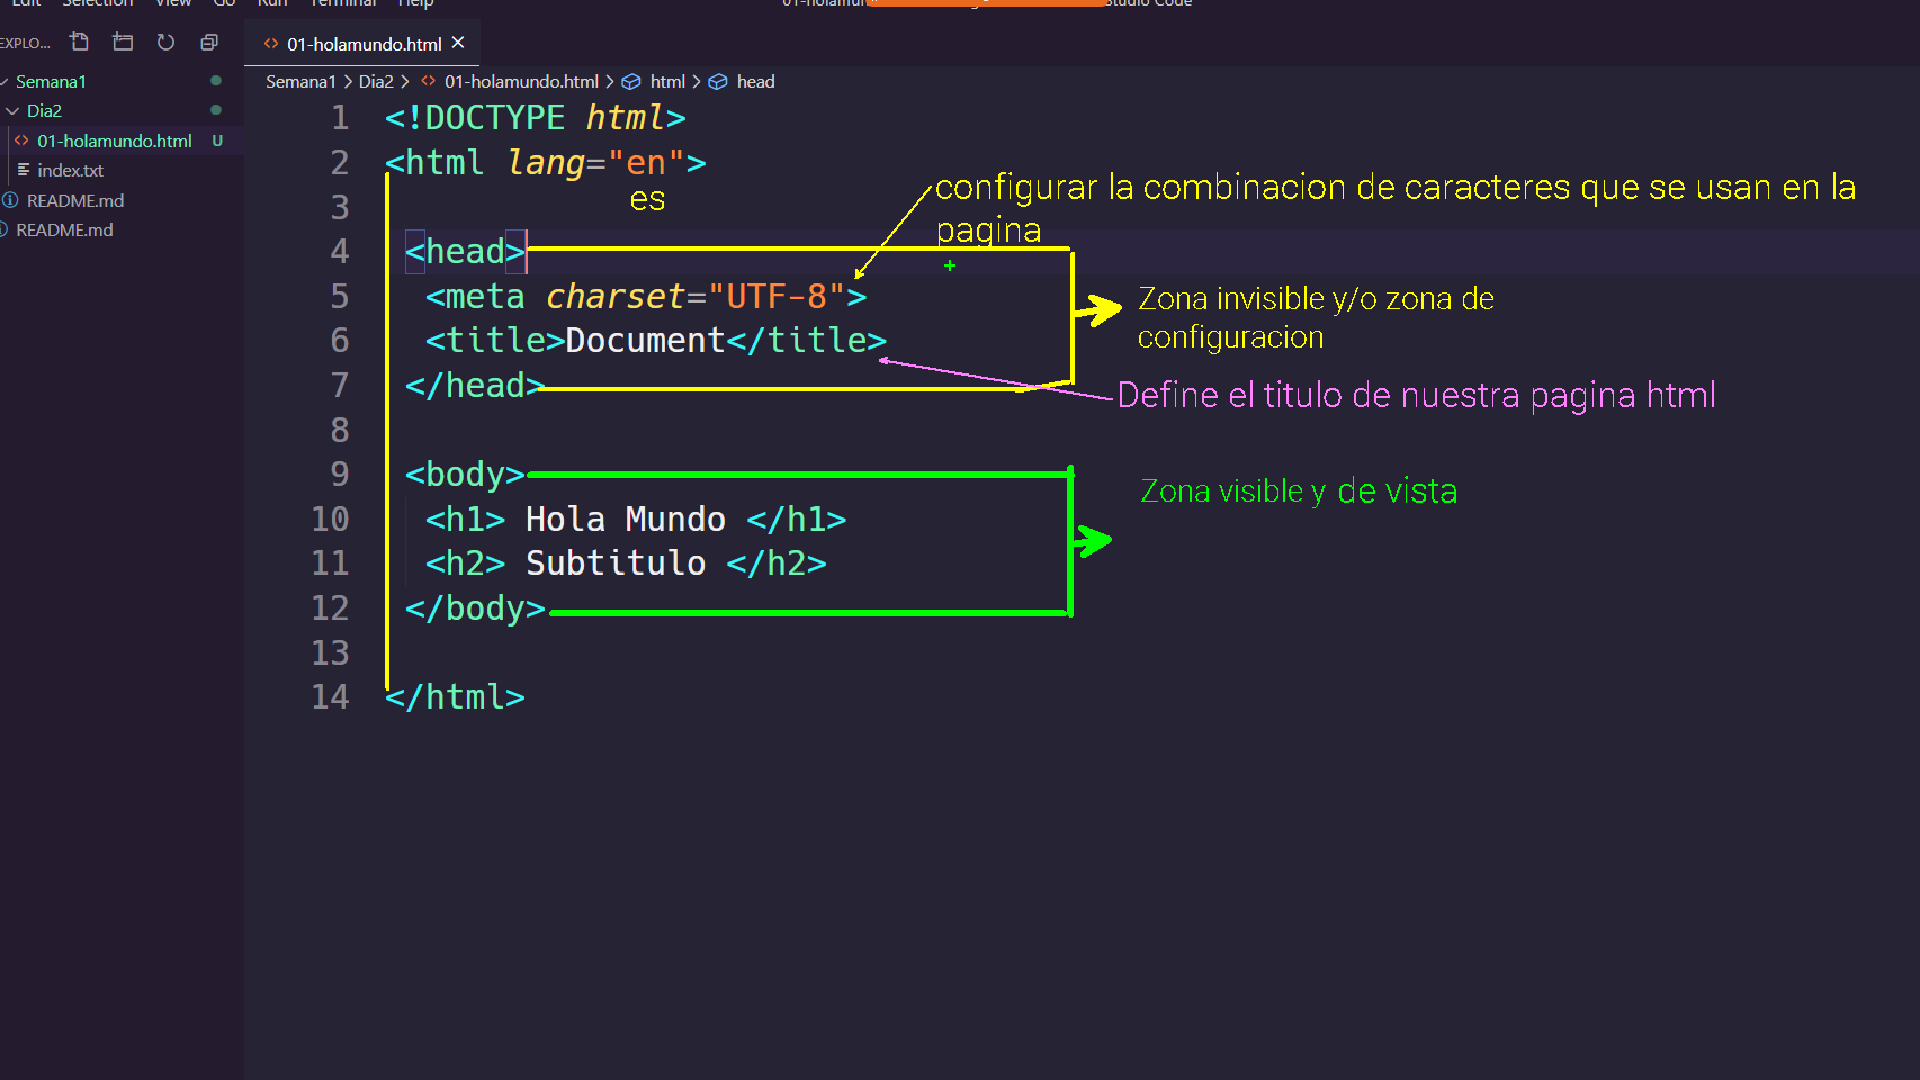 Edit Selection View Go Run Terminal Help
EXPLO...
01-holamundo.html
Semana1
Dia2
01-holamundo.html U
index.txt
README.md
README.md
Semana1 > Dia2 > 01-holamundo.html > html > head
1 <!DOCTYPE html>
2 <html lang="en">
es
3
configurar la combinacion de caracteres que se usan en la
pagina
4 <head>
5 <meta charset="UTF-8">
Zona invisible y/o zona de
configuracion
6 <title>Document</title>
7 </head>
Define el titulo de nuestra pagina html
8
9 <body>
Zona visible y de vista
10 <h1> Hola Mundo </h1>
11 <h2> Subtitulo </h2>
12 </body>
13
14 </html>